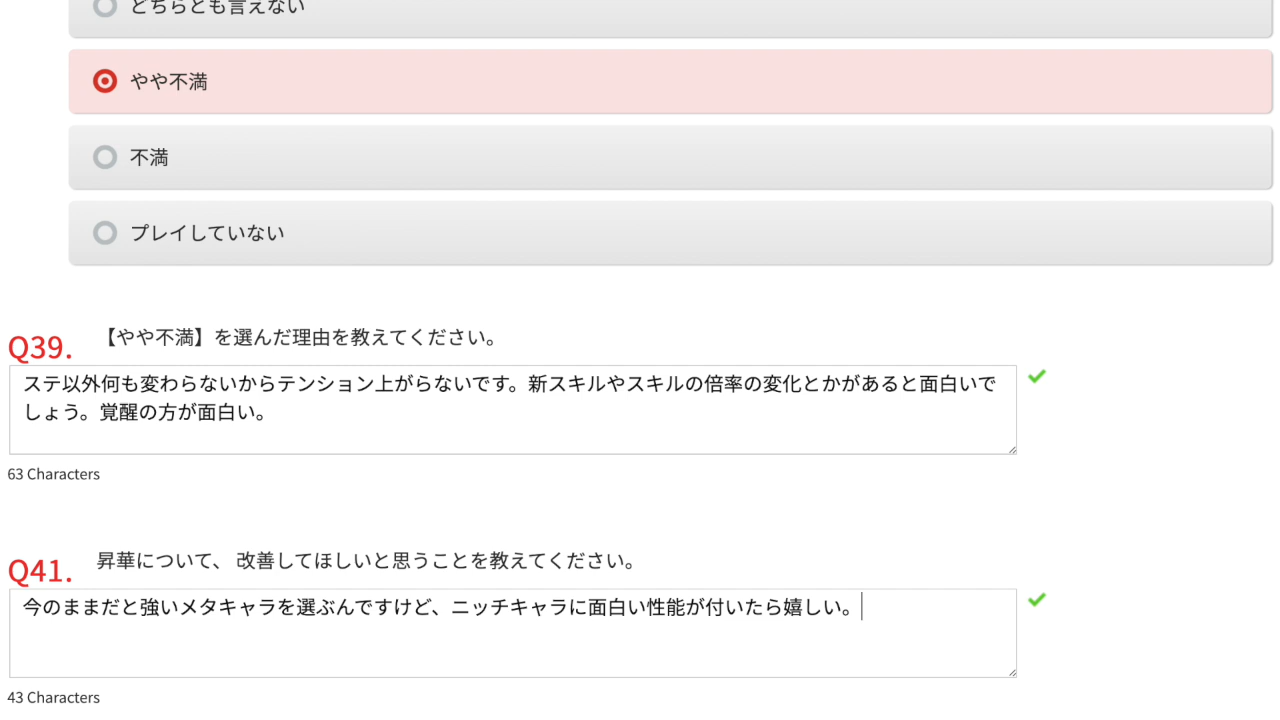 どちらとも言えない
やや不満
不満
プレイしていない
Q39. 【やや不満】を選んだ理由を教えてください。
ステ以外何も変わらないからテンション上がらないです。新スキルやスキルの倍率の変化とかがあると面白いで
しょう。覚醒の方が面白い。
63 Characters
Q41. 昇華について、 改善してほしいと思うことを教えてください。
今のままだと強いメタキャラを選ぶんですけど、ニッチキャラに面白い性能が付いたら嬉しい。
43 Characters